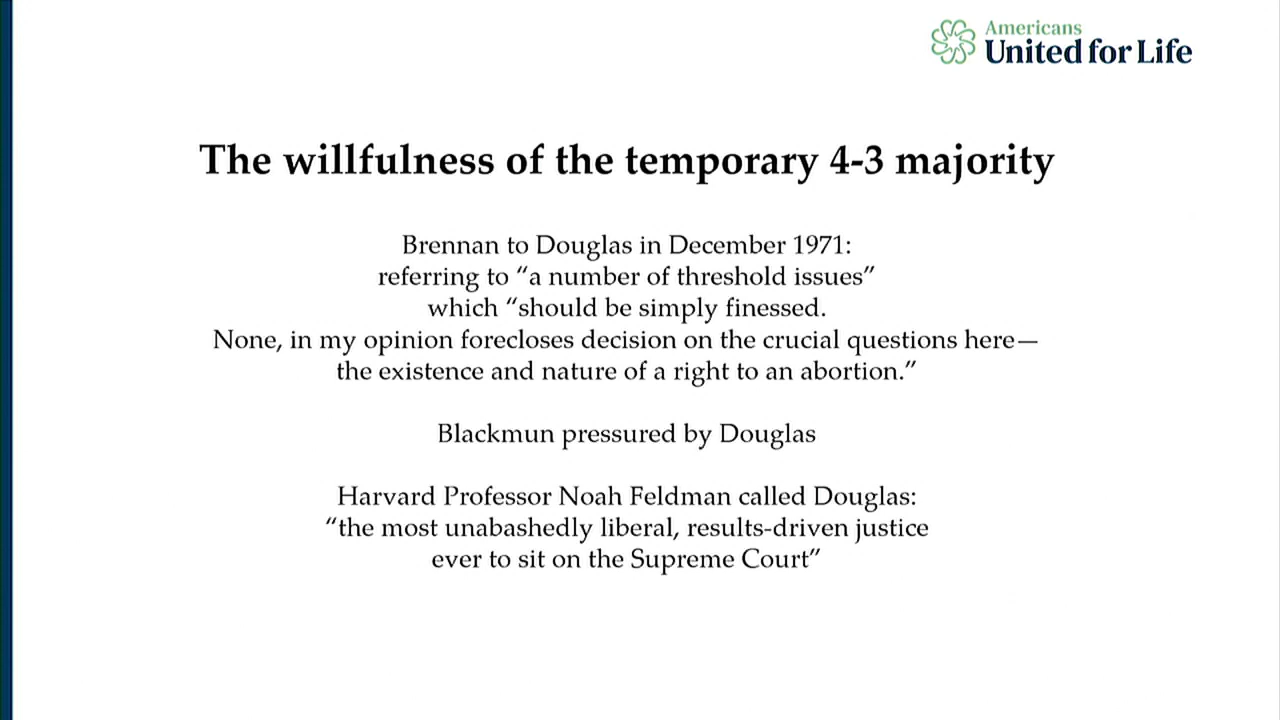 Americans
United for Life
The willfulness of the temporary 4-3 majority
Brennan to Douglas in December 1971:
referring to “a number of threshold issues”
which “should be simply finessed.
None, in my opinion forecloses decision on the crucial questions here—
the existence and nature of a right to an abortion.”
Blackmun pressured by Douglas
Harvard Professor Noah Feldman called Douglas:
“the most unabashedly liberal, results-driven justice
ever to sit on the Supreme Court”